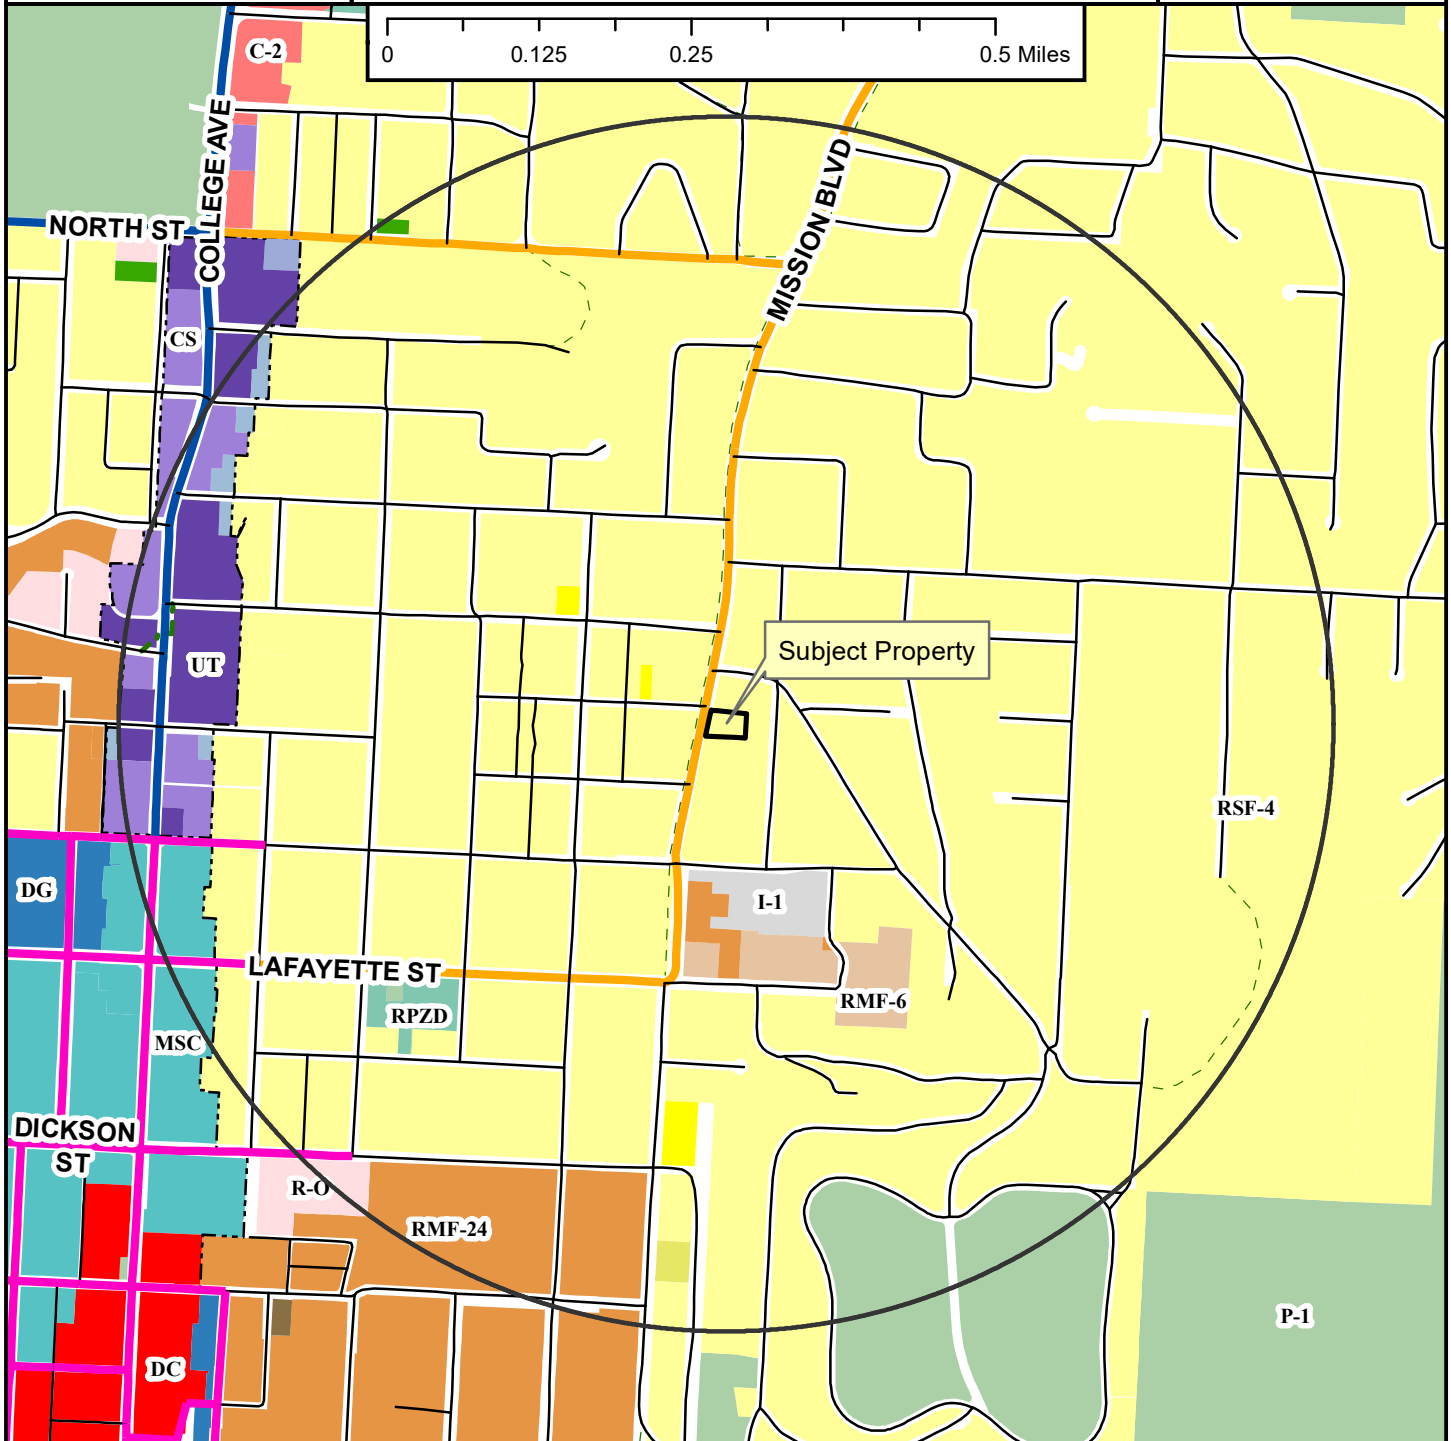 0 0.125 0.25 0.5 Miles
C-2
COLLEGE AVE
MISSION BLVD
NORTH ST
CS
Subject Property
UT
RSF-4
DG
I-1
LAFAYETTE ST
RMF-6
RPZD
MSC
DICKSON
ST
R-O
RMF-24
P-1
DC